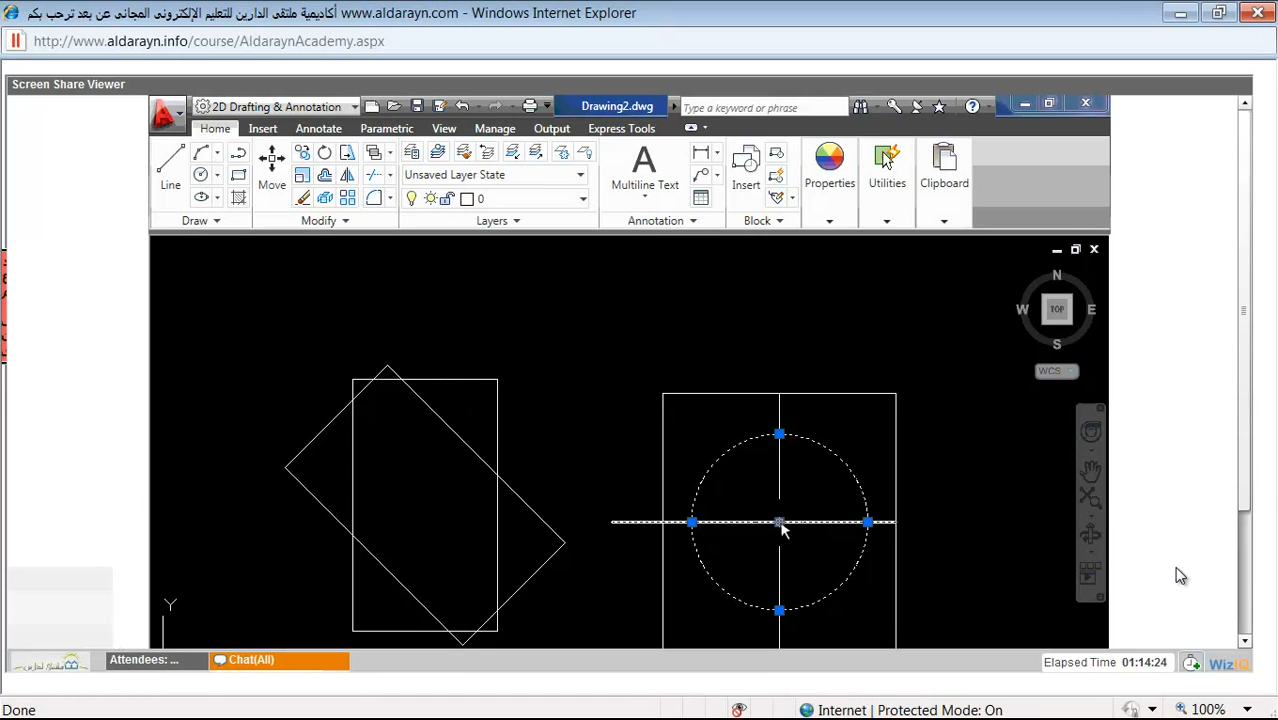 أكاديمية ملتقى الدارين للتعليم الإلكترونى المجانى عن بعد ترحب بكم www.aldarayn.com - Windows Internet Explorer
http://www.aldarayn.info/course/AldaraynAcademy.aspx
Screen Share Viewer
2D Drafting & Annotation
Drawing2.dwg
Type a keyword or phrase
Home Insert Annotate Parametric View Manage Output Express Tools
Line
Move
Unsaved Layer State
0
Multiline Text
Insert
Properties
Utilities
Clipboard
Draw
Modify
Layers
Annotation
Block
N
W
TOP
E
S
WCS
Y
Attendees: ...
Chat(All)
Elapsed Time 01:14:24
WizIQ
Done
Internet | Protected Mode: On
100%